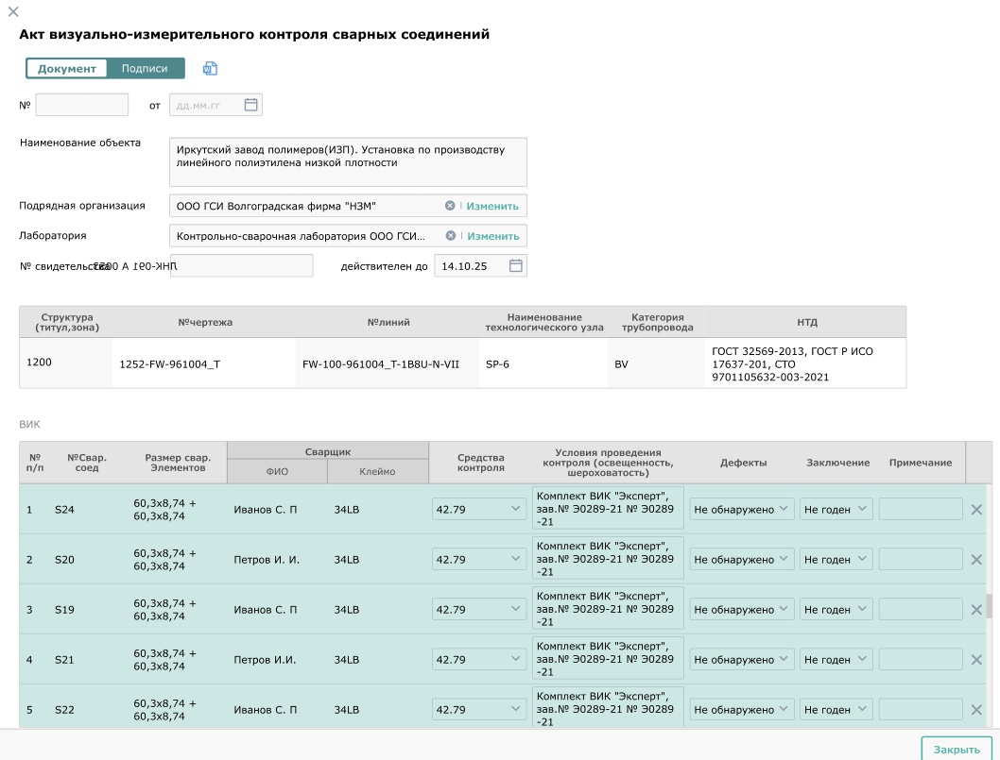 Акт визуально-измерительного контроля сварных соединений
Документ Подписи
№ от дд.мм.гг
Наименование объекта
Иркутский завод полимеров(ИЗП). Установка по производству
линейного полиэтилена низкой плотности
Подрядная организация ООО ГСИ Волгоградская фирма "НЗМ" Изменить
Лаборатория Контрольно-сварочная лаборатория ООО ГСИ... Изменить
№ свидетельства ЛНК-091 А 0053 действителен до 14.10.25
Структура
(титул,зона)
№чертежа
№линий
Наименование
технологического узла
Категория
трубопровода
НТД
1200
1252-FW-961004_T
FW-100-961004_T-1B8U-N-VII
SP-6
BV
ГОСТ 32569-2013, ГОСТ Р ИСО
17637-201, СТО
9701105632-003-2021
ВИК
№
п/п
№Свар.
соед
Размер свар.
Элементов
Сварщик
ФИО
Клеймо
Средства
контроля
Условия проведения
контроля (освещенность,
шероховатость)
Дефекты
Заключение
Примечание
1
S24
60,3x8,74 +
60,3x8,74
Иванов С. П
34LB
42.79
Комплект ВИК "Эксперт",
зав.№ Э0289-21 № Э0289
-21
Не обнаружено
Не годен
2
S20
60,3x8,74 +
60,3x8,74
Петров И. И.
34LB
42.79
Комплект ВИК "Эксперт",
зав.№ Э0289-21 № Э0289
-21
Не обнаружено
Не годен
3
S19
60,3x8,74 +
60,3x8,74
Иванов С. П
34LB
42.79
Комплект ВИК "Эксперт",
зав.№ Э0289-21 № Э0289
-21
Не обнаружено
Не годен
4
S21
60,3x8,74 +
60,3x8,74
Петров И.И.
34LB
42.79
Комплект ВИК "Эксперт",
зав.№ Э0289-21 № Э0289
-21
Не обнаружено
Не годен
5
S22
60,3x8,74 +
60,3x8,74
Иванов С. П
34LB
42.79
Комплект ВИК "Эксперт",
зав.№ Э0289-21 № Э0289
-21
Не обнаружено
Не годен
Закрыть